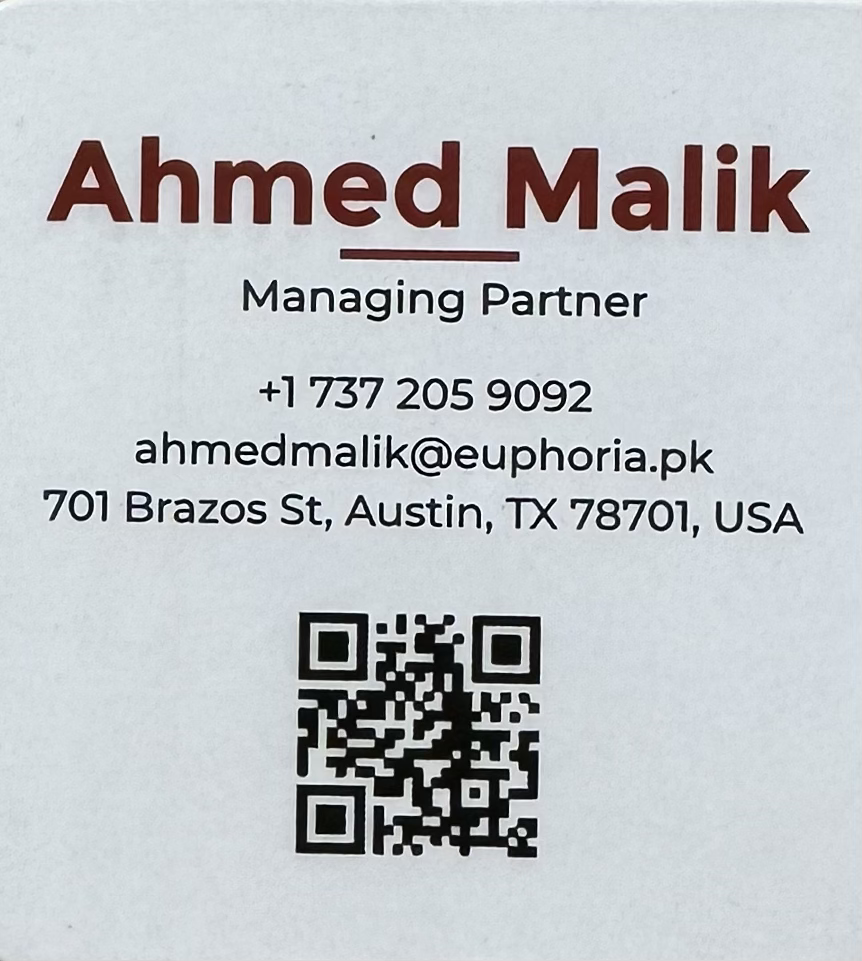 Ahmed Malik
Managing Partner
+1 737 205 9092
ahmedmalik@euphoria.pk
701 Brazos St, Austin, TX 78701, USA